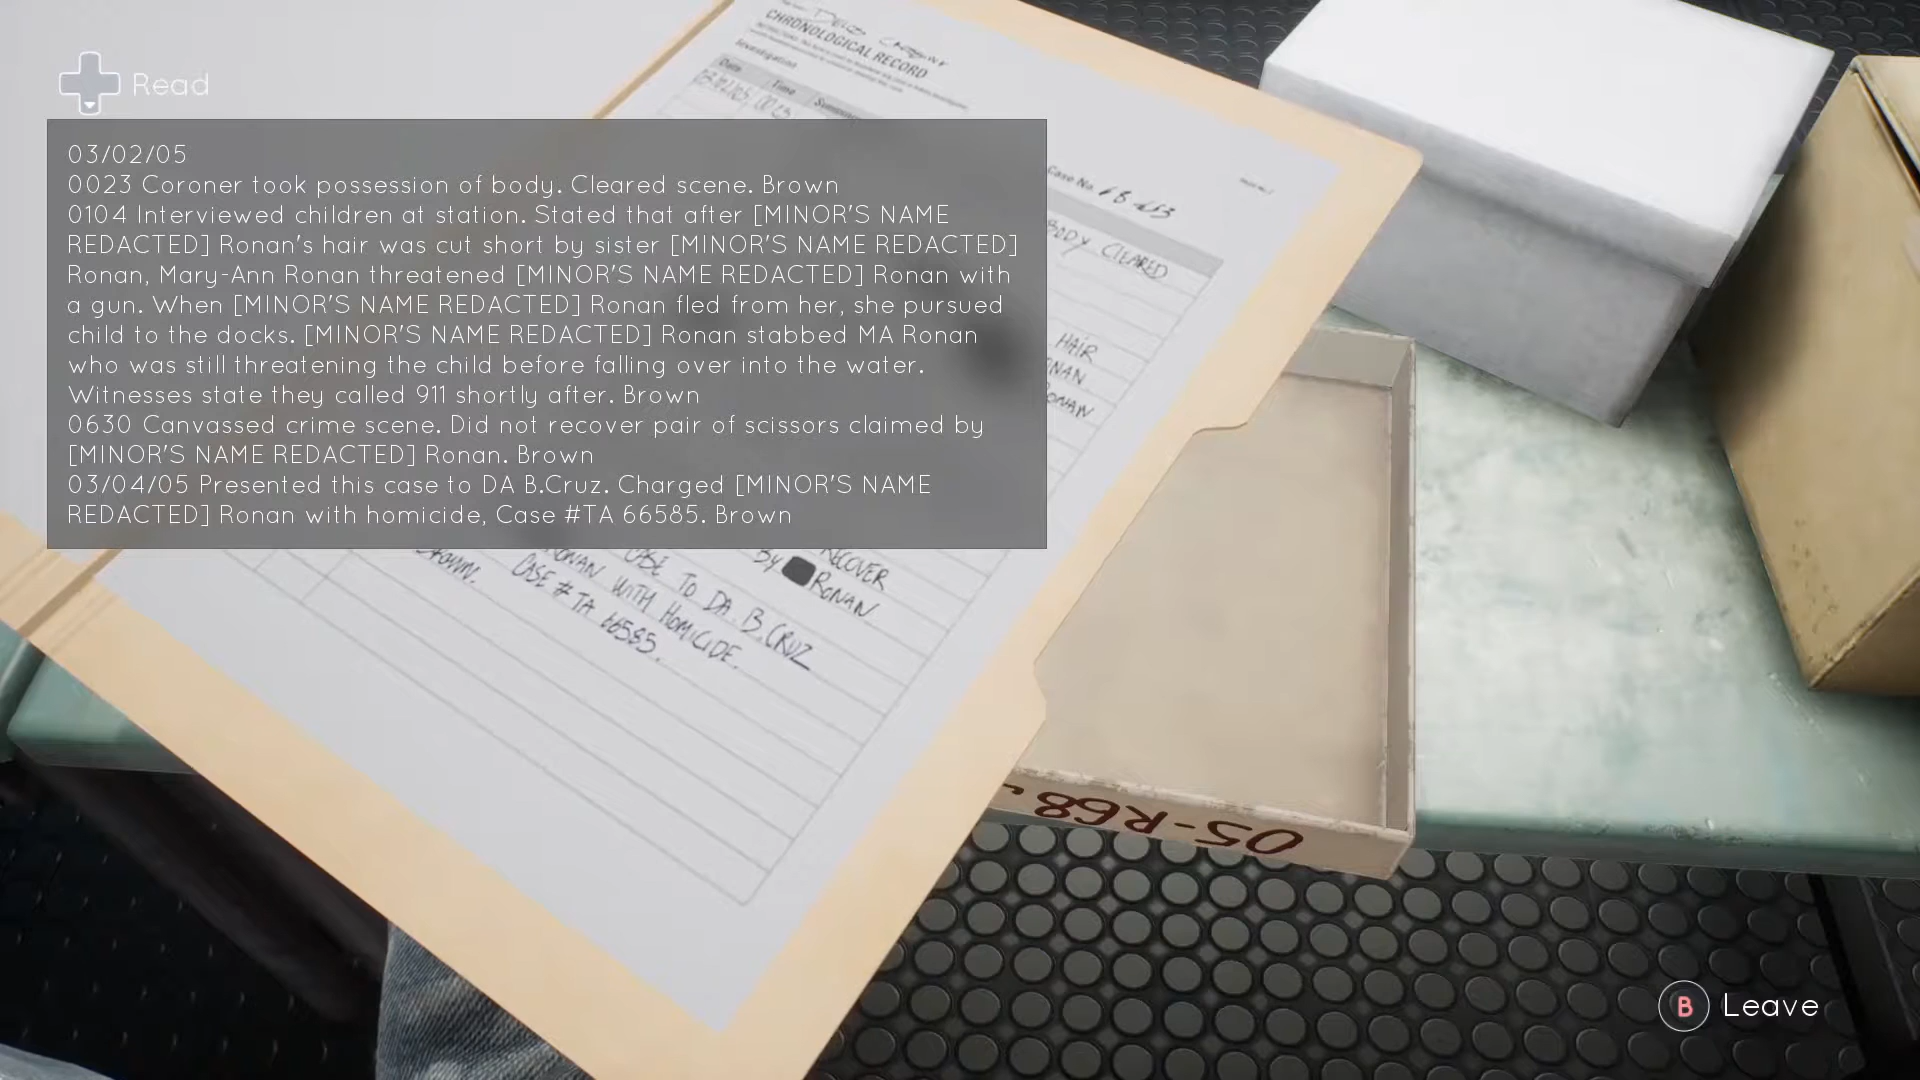 Read
03/02/05
0023 Coroner took possession of body. Cleared scene. Brown
0104 Interviewed children at station. Stated that after [MINOR'S NAME
REDACTED] Ronan's hair was cut short by sister [MINOR'S NAME REDACTED]
Ronan, Mary-Ann Ronan threatened [MINOR'S NAME REDACTED] Ronan with
a gun. When [MINOR'S NAME REDACTED] Ronan fled from her, she pursued
child to the docks. [MINOR'S NAME REDACTED] Ronan stabbed MA Ronan
who was still threatening the child before falling over into the water.
Witnesses state they called 911 shortly after. Brown
0630 Canvassed crime scene. Did not recover pair of scissors claimed by
[MINOR'S NAME REDACTED] Ronan. Brown
03/04/05 Presented this case to DA B.Cruz. Charged [MINOR'S NAME
REDACTED] Ronan with homicide, Case #TA 66585. Brown
CHRONOLOGICAL RECORD
Investigation
Date Time
Case No.
BODY CLEARED
HAIR
RECOVER
BY RONAN
CASE TO DA. B.CRUZ
RONAN WITH HOMICIDE.
CASE #TA 66585.
BROWN.
05-R68
B Leave